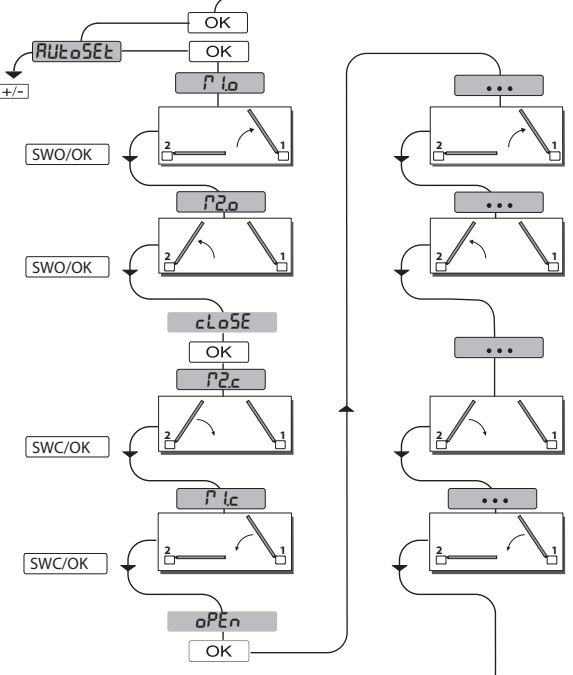 OK
AUtoSEt
OK
+/-
M1.o
2 1
SWO/OK
M2.o
2 1
SWO/OK
cLoSE
OK
M2.c
2 1
SWC/OK
M1.c
2 1
SWC/OK
oPEn
OK
...
2 1
...
2 1
...
2 1
...
2 1